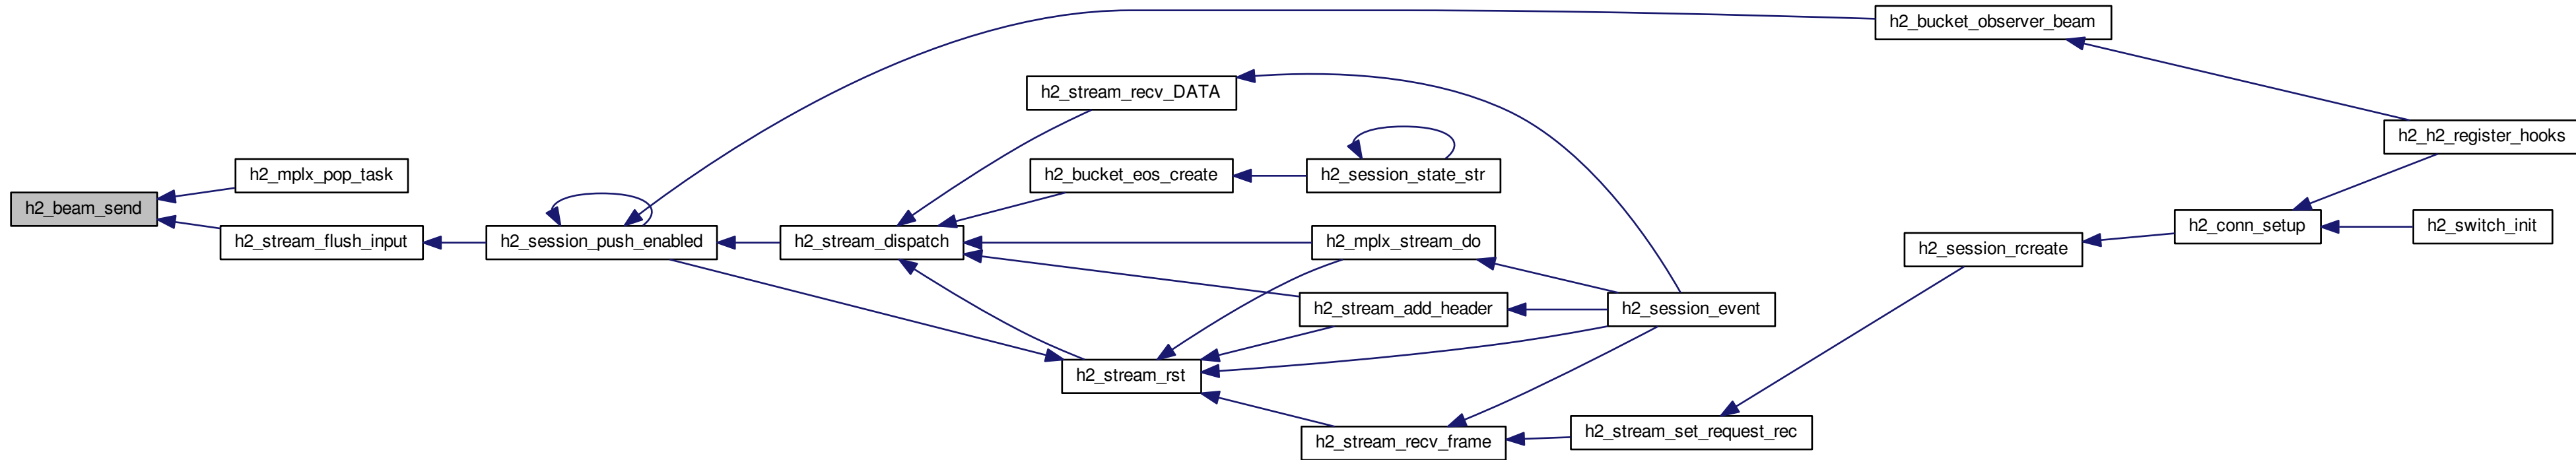 h2_bucket_observer_beam
h2_stream_recv_DATA
h2_h2_register_hooks
h2_mplx_pop_task
h2_bucket_eos_create
h2_session_state_str
h2_beam_send
h2_stream_flush_input
h2_session_push_enabled
h2_stream_dispatch
h2_mplx_stream_do
h2_session_rcreate
h2_conn_setup
h2_switch_init
h2_stream_add_header
h2_session_event
h2_stream_rst
h2_stream_recv_frame
h2_stream_set_request_rec